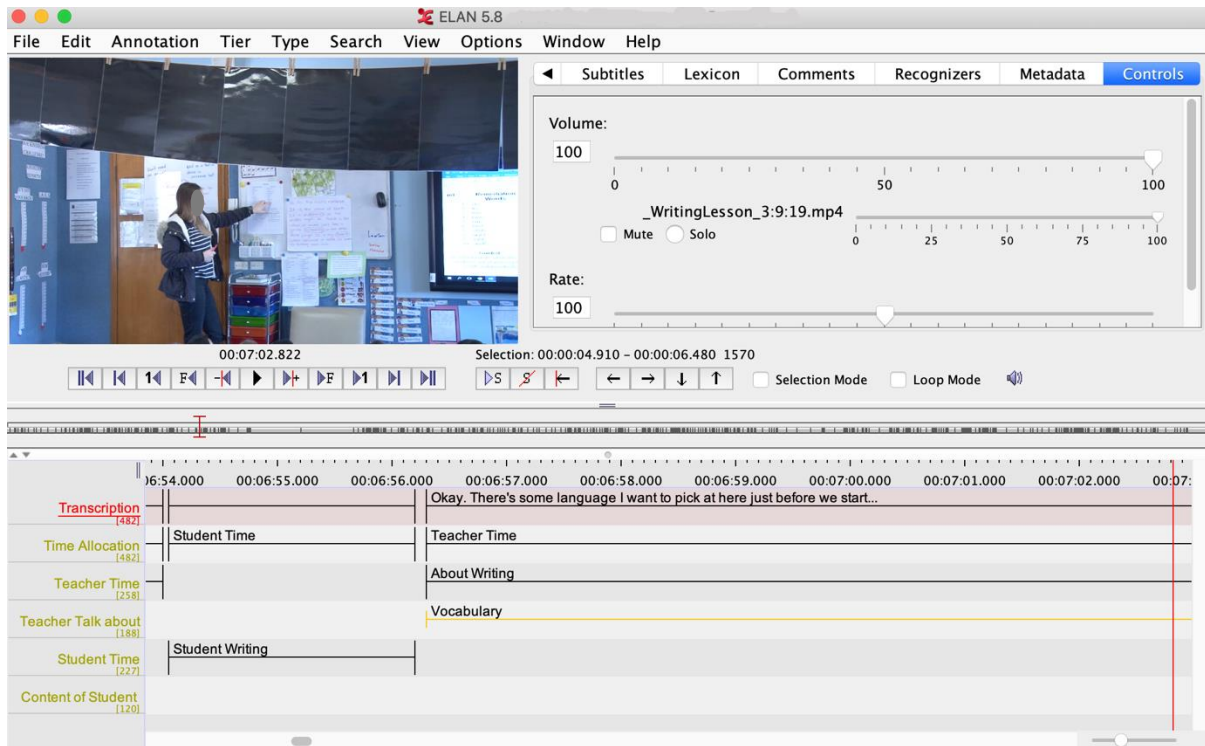 ELAN 5.8
File Edit Annotation Tier Type Search View Options Window Help
Subtitles Lexicon Comments Recognizers Metadata Controls
Volume:
100
0 50 100
_WritingLesson_3:9:19.mp4
Mute Solo
0 25 50 75 100
Rate:
100
00:07:02.822
Selection: 00:00:04.910 - 00:00:06.480 1570
1 F + F 1
S S Selection Mode Loop Mode
06:54.000 00:06:55.000 00:06:56.000 00:06:57.000 00:06:58.000 00:06:59.000 00:07:00.000 00:07:01.000 00:07:02.000 00:07:
Okay. There's some language I want to pick at here just before we start...
Transcription
[482]
Student Time Teacher Time
Time Allocation
[482]
About Writing
Teacher Time
[258]
Vocabulary
Teacher Talk about
[188]
Student Writing
Student Time
[227]
Content of Student
[120]